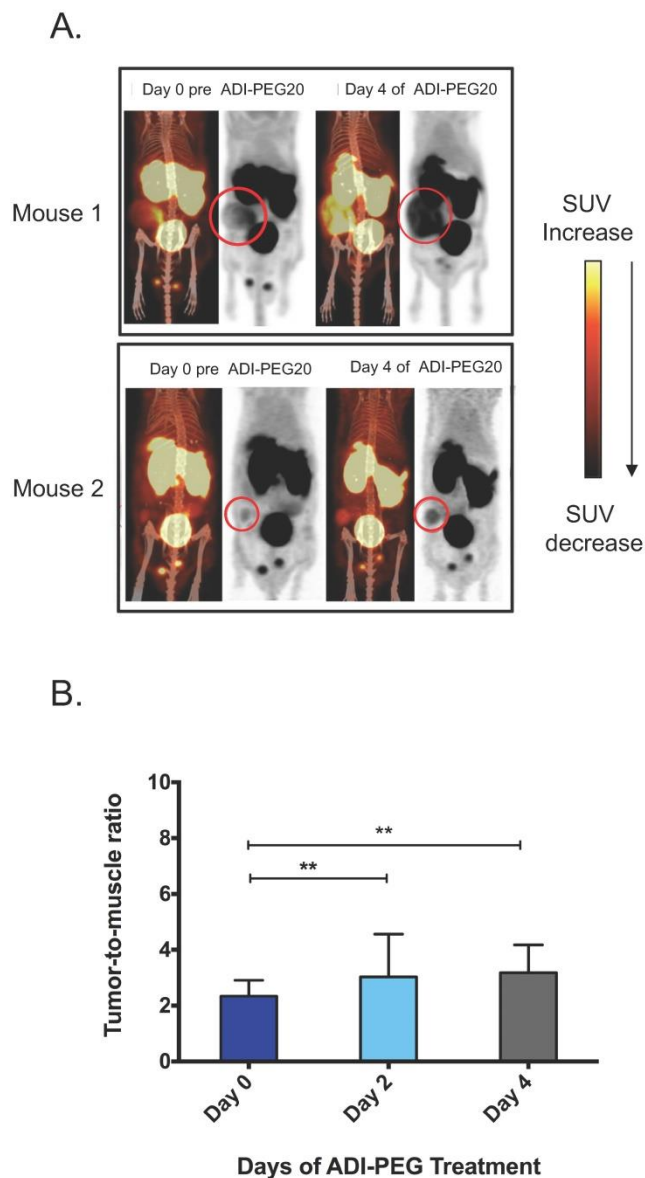 A.
Day 0 pre ADI-PEG20
Day 4 of ADI-PEG20
Mouse 1
Day 0 pre ADI-PEG20
Day 4 of ADI-PEG20
Mouse 2
SUV
Increase
SUV
decrease
B.
Tumor-to-muscle ratio
10
8
6
4
2
0
**
**
Day 0
Day 2
Day 4
Days of ADI-PEG Treatment